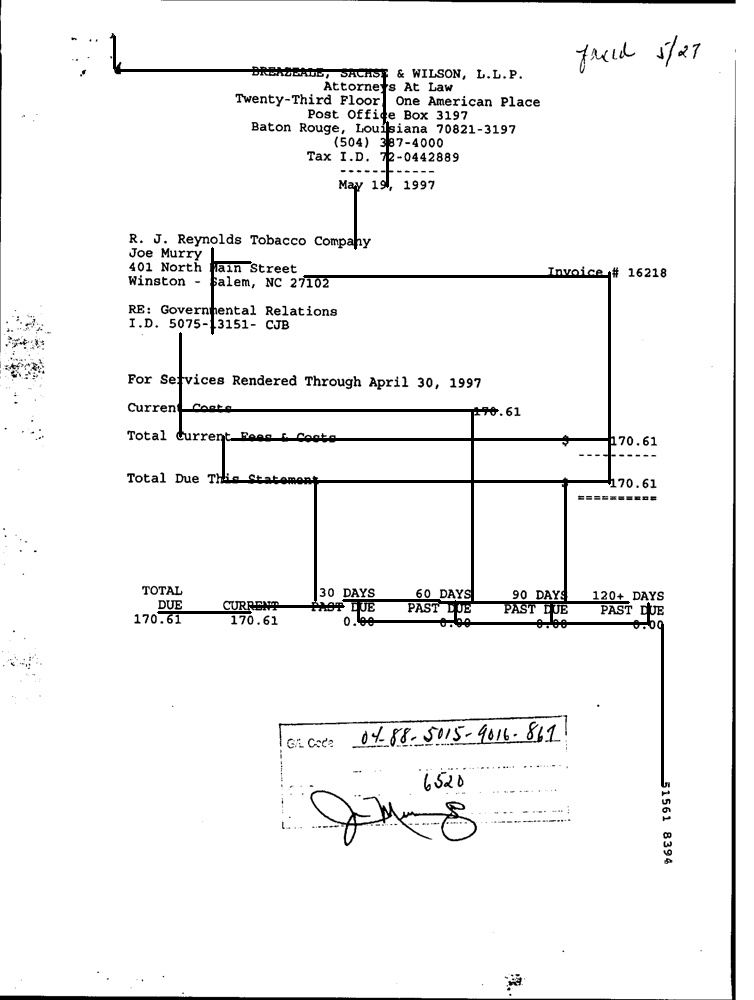 5/27
BREAZEALE, SACHSE & WILSON, L.L.P.
Attorneys At Law
Twenty-Third Floor, One American Place
Post Office Box 3197
Baton Rouge, Louisiana 70821-3197
(504) 387-4000
Tax I.D. 72-0442889
------------
May 19, 1997
R. J. Reynolds Tobacco Company
Joe Murry
401 North Main Street
Invoice # 16218
Winston - Salem, NC 27102
RE: Governmental Relations
I.D. 5075-13151- CJB
For Services Rendered Through April 30, 1997
Current Costs 170.61
Total Current Fees & Costs $ 170.61
----------
Total Due This Statement $ 170.61
==========
TOTAL 30 DAYS 60 DAYS 90 DAYS 120+ DAYS
DUE CURRENT PAST DUE PAST DUE PAST DUE PAST DUE
170.61 170.61 0.00 0.00 0.00 0.00
G/L Code 04-88-5015-9016-867
6520
51561 8394